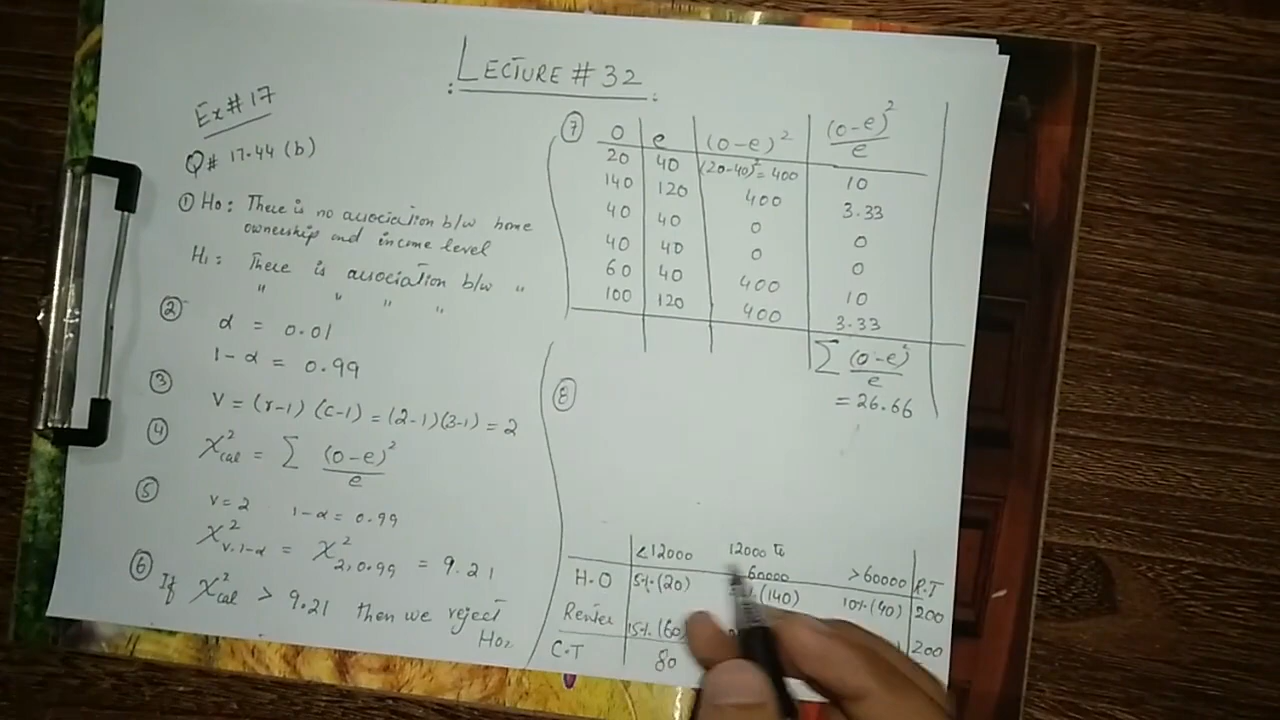 LECTURE # 32
Ex# 17
Q# 17.44 (b)
① H0: There is no association b/w home
ownership and income level
H1: There is association b/w "
" " " "
②
α = 0.01
1-α = 0.99
③
v = (r-1) (c-1) = (2-1)(3-1) = 2
④
χ²cal = Σ (o-e)²/e
⑤
v=2 1-α = 0.99
χ²v,1-α = χ²2,0.99 = 9.21
⑥ If χ²cal > 9.21 then we reject
⑦ O e (o-e)² (o-e)²/e
20 40 (20-40)²=400 10
140 120 400 3.33
40 40 0 0
40 40 0 0
60 40 400 10
100 120 400 3.33
Σ (o-e)²/e
= 26.66
⑧
<12000 12000 to
60000 >60000 R.T
H.O 5%(20) (140) 10%(40) 200
Renter 15%(60) 200
C.T 80